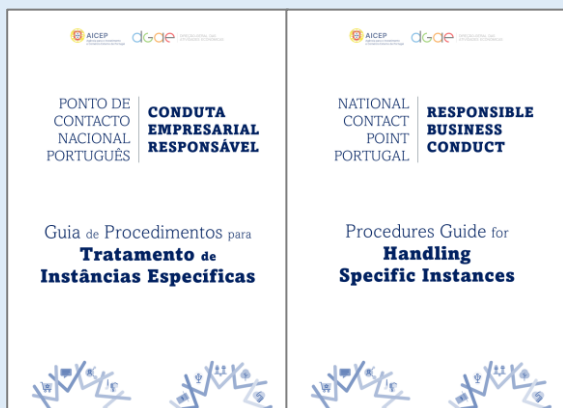 AICEP
dGae
PONTO DE
CONTACTO
NACIONAL
PORTUGUÊS
CONDUTA
EMPRESARIAL
RESPONSÁVEL
Guia de Procedimentos para
Tratamento de
Instâncias Específicas
AICEP
dGae
NATIONAL
CONTACT
POINT
PORTUGAL
RESPONSIBLE
BUSINESS
CONDUCT
Procedures Guide for
Handling
Specific Instances